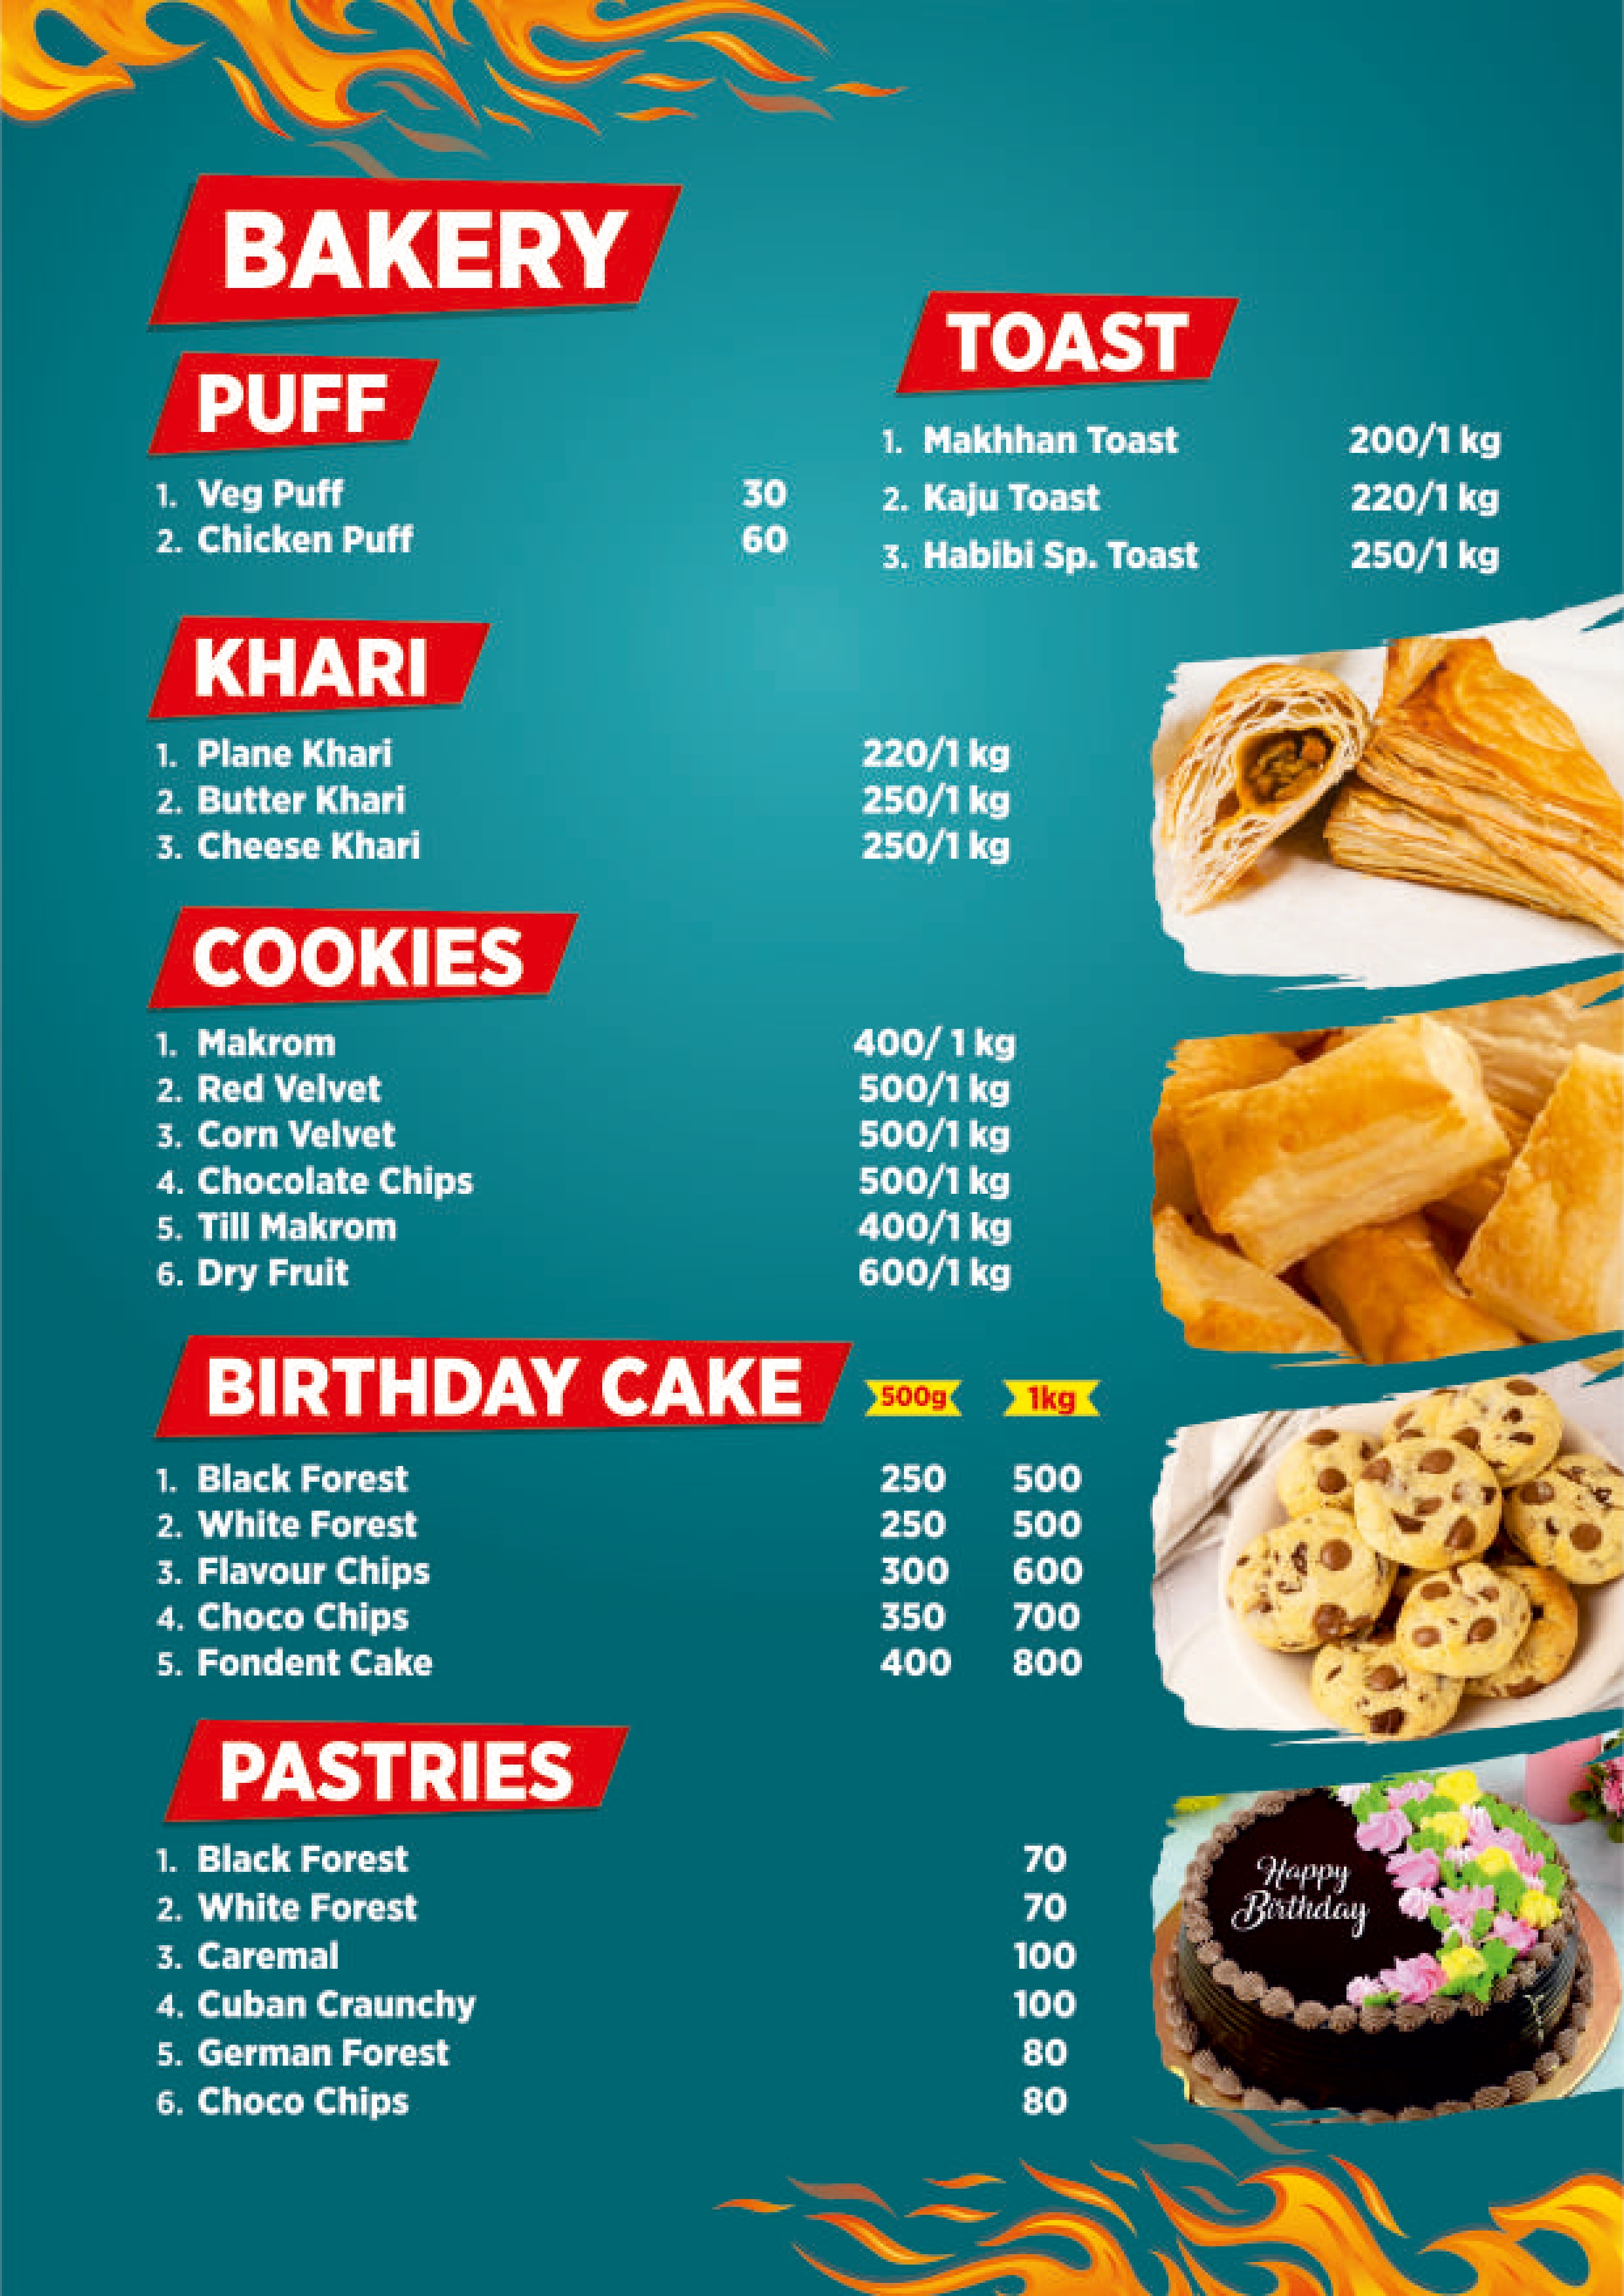 BAKERY
PUFF
1. Veg Puff 30
2. Chicken Puff 60
TOAST
1. Makhhan Toast 200/1 kg
2. Kaju Toast 220/1 kg
3. Habibi Sp. Toast 250/1 kg
KHARI
1. Plane Khari 220/1 kg
2. Butter Khari 250/1 kg
3. Cheese Khari 250/1 kg
COOKIES
1. Makrom 400/ 1 kg
2. Red Velvet 500/1 kg
3. Corn Velvet 500/1 kg
4. Chocolate Chips 500/1 kg
5. Till Makrom 400/1 kg
6. Dry Fruit 600/1 kg
BIRTHDAY CAKE 500g 1kg
1. Black Forest 250 500
2. White Forest 250 500
3. Flavour Chips 300 600
4. Choco Chips 350 700
5. Fondent Cake 400 800
PASTRIES
1. Black Forest 70
2. White Forest 70
3. Caremal 100
4. Cuban Craunchy 100
5. German Forest 80
6. Choco Chips 80
Happy
Birthday